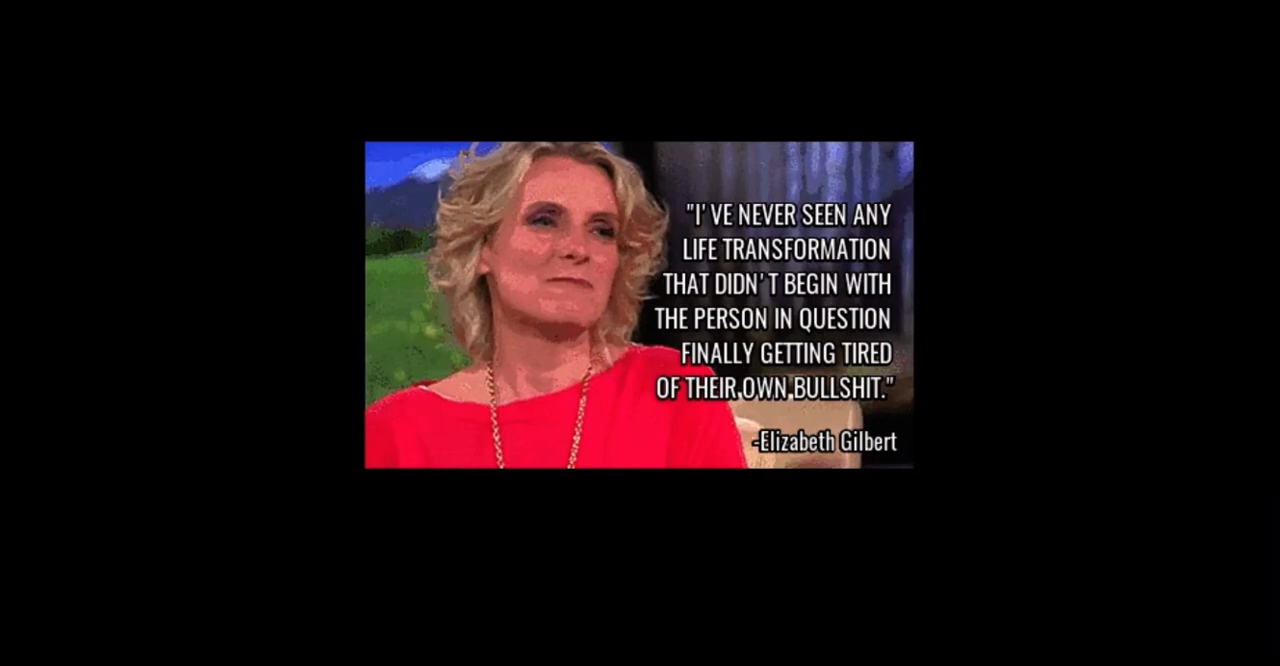 "I'VE NEVER SEEN ANY
LIFE TRANSFORMATION
THAT DIDN'T BEGIN WITH
THE PERSON IN QUESTION
FINALLY GETTING TIRED
OF THEIR OWN BULLSHIT."
-Elizabeth Gilbert